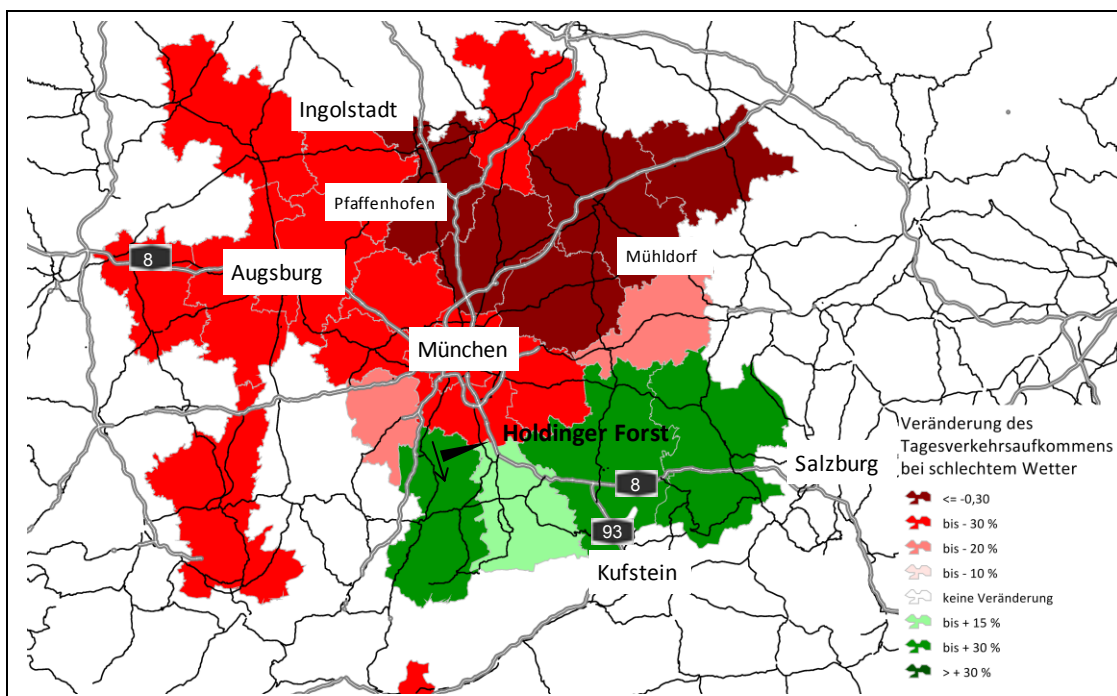 Ingolstadt
Pfaffenhofen
8
Augsburg
Mühldorf
München
Holdinger Forst
8
Salzburg
93
Kufstein
Veränderung des
Tagesverkehrsaufkommens
bei schlechtem Wetter
<= -0,30
bis - 30 %
bis - 20 %
bis - 10 %
keine Veränderung
bis + 15 %
bis + 30 %
> + 30 %